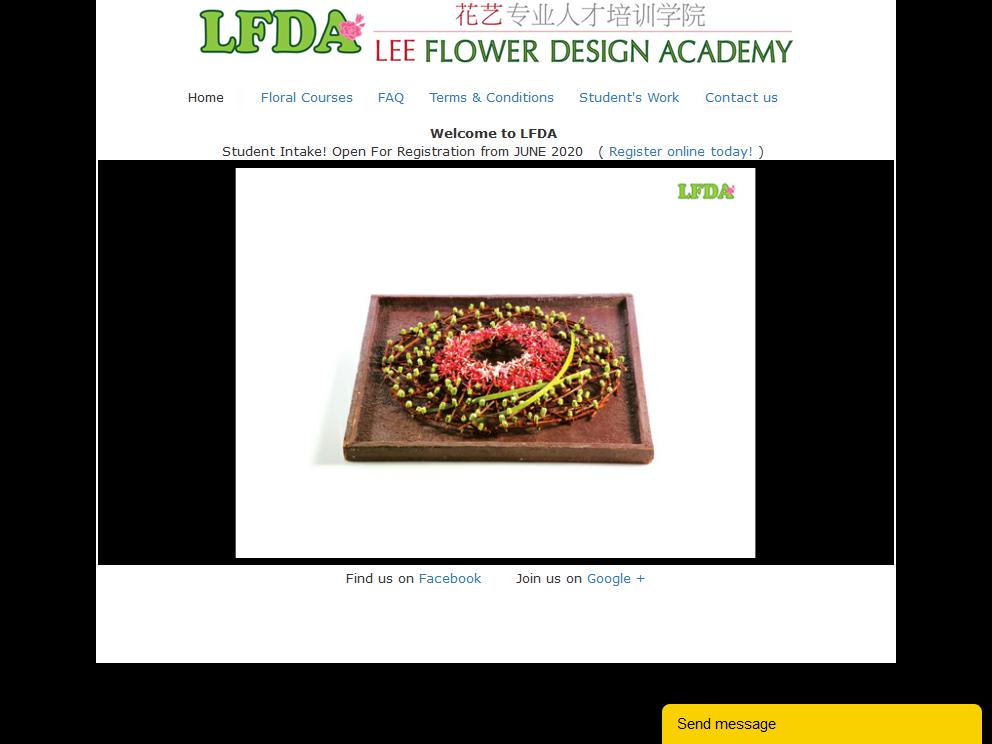 LFDA
花艺专业人才培训学院
LEE FLOWER DESIGN ACADEMY
Home Floral Courses FAQ Terms & Conditions Student's Work Contact us
Welcome to LFDA
Student Intake! Open For Registration from JUNE 2020 ( Register online today! )
LFDA
Find us on Facebook Join us on Google +
Send message